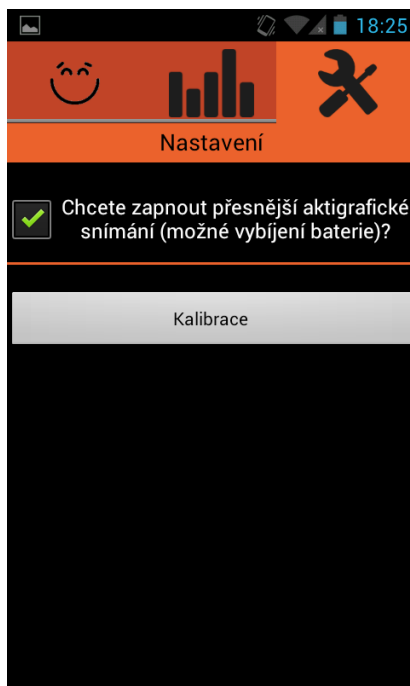 18:25
Nastavení
Chcete zapnout přesnější aktigrafické
snímání (možné vybíjení baterie)?
Kalibrace